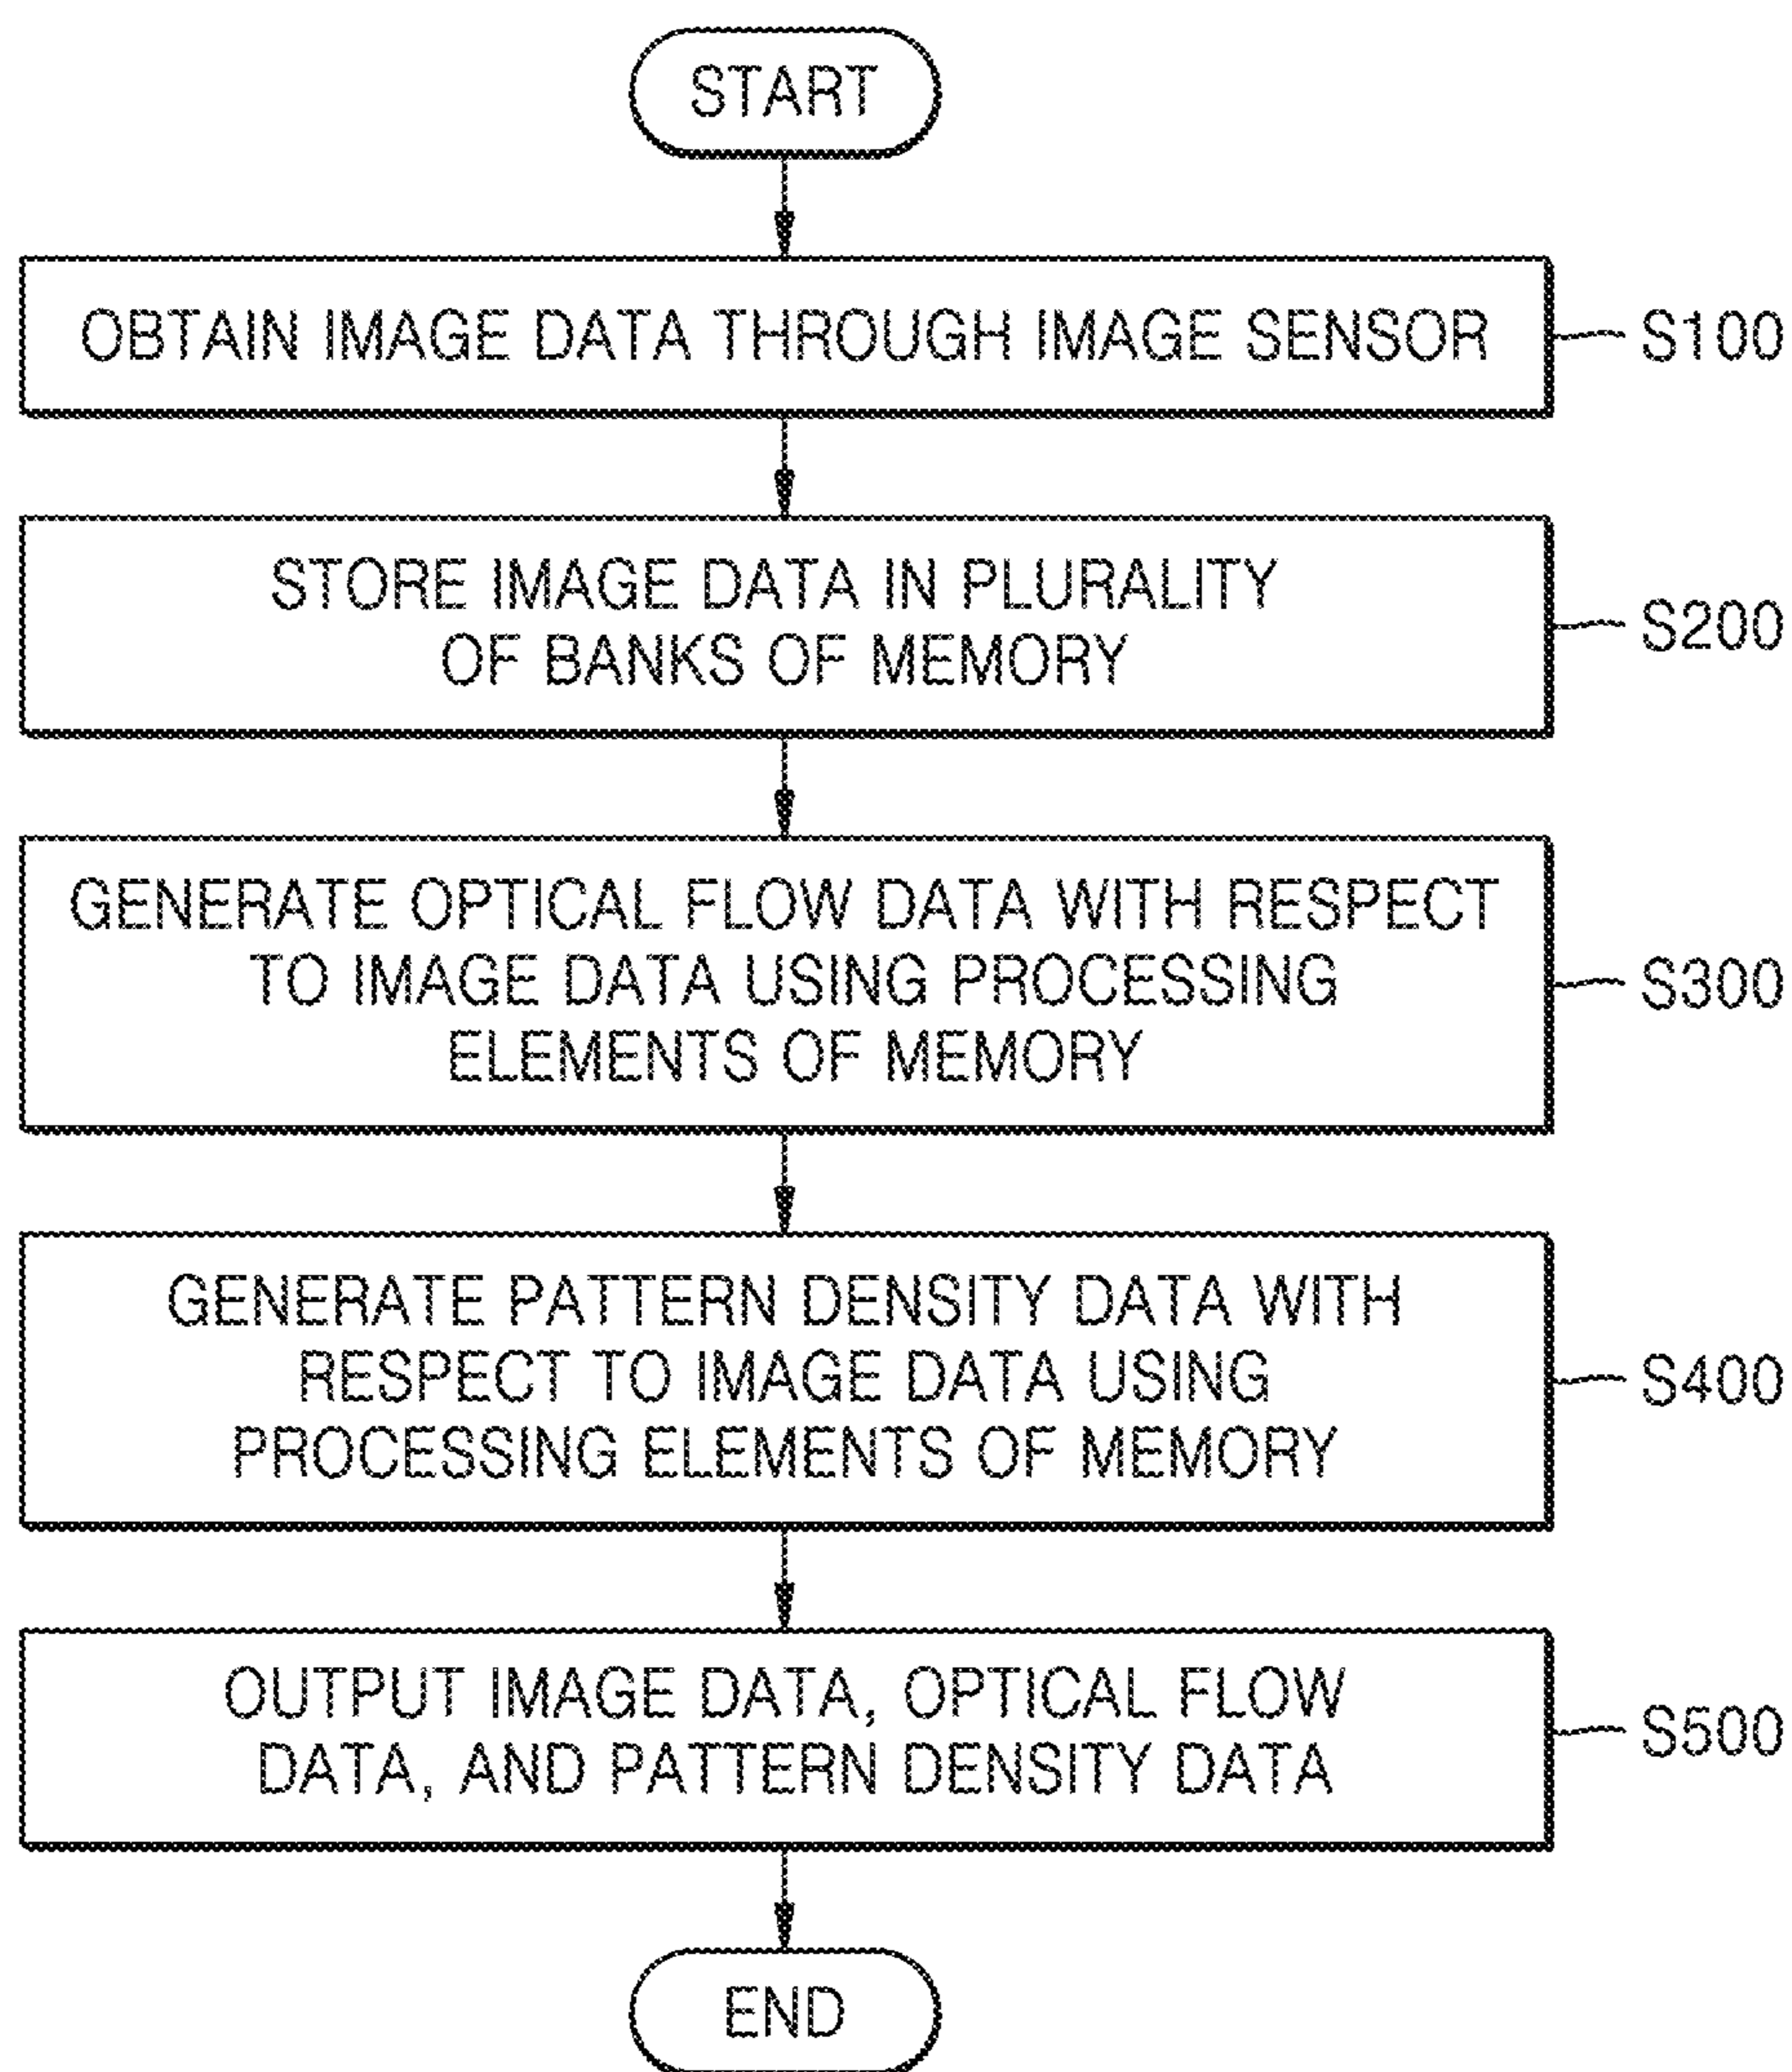 START
OBTAIN IMAGE DATA THROUGH IMAGE SENSOR
S100
STORE IMAGE DATA IN PLURALITY
OF BANKS OF MEMORY
S200
GENERATE OPTICAL FLOW DATA WITH RESPECT
TO IMAGE DATA USING PROCESSING
ELEMENTS OF MEMORY
S300
GENERATE PATTERN DENSITY DATA WITH
RESPECT TO IMAGE DATA USING
PROCESSING ELEMENTS OF MEMORY
S400
OUTPUT IMAGE DATA, OPTICAL FLOW
DATA, AND PATTERN DENSITY DATA
S500
END